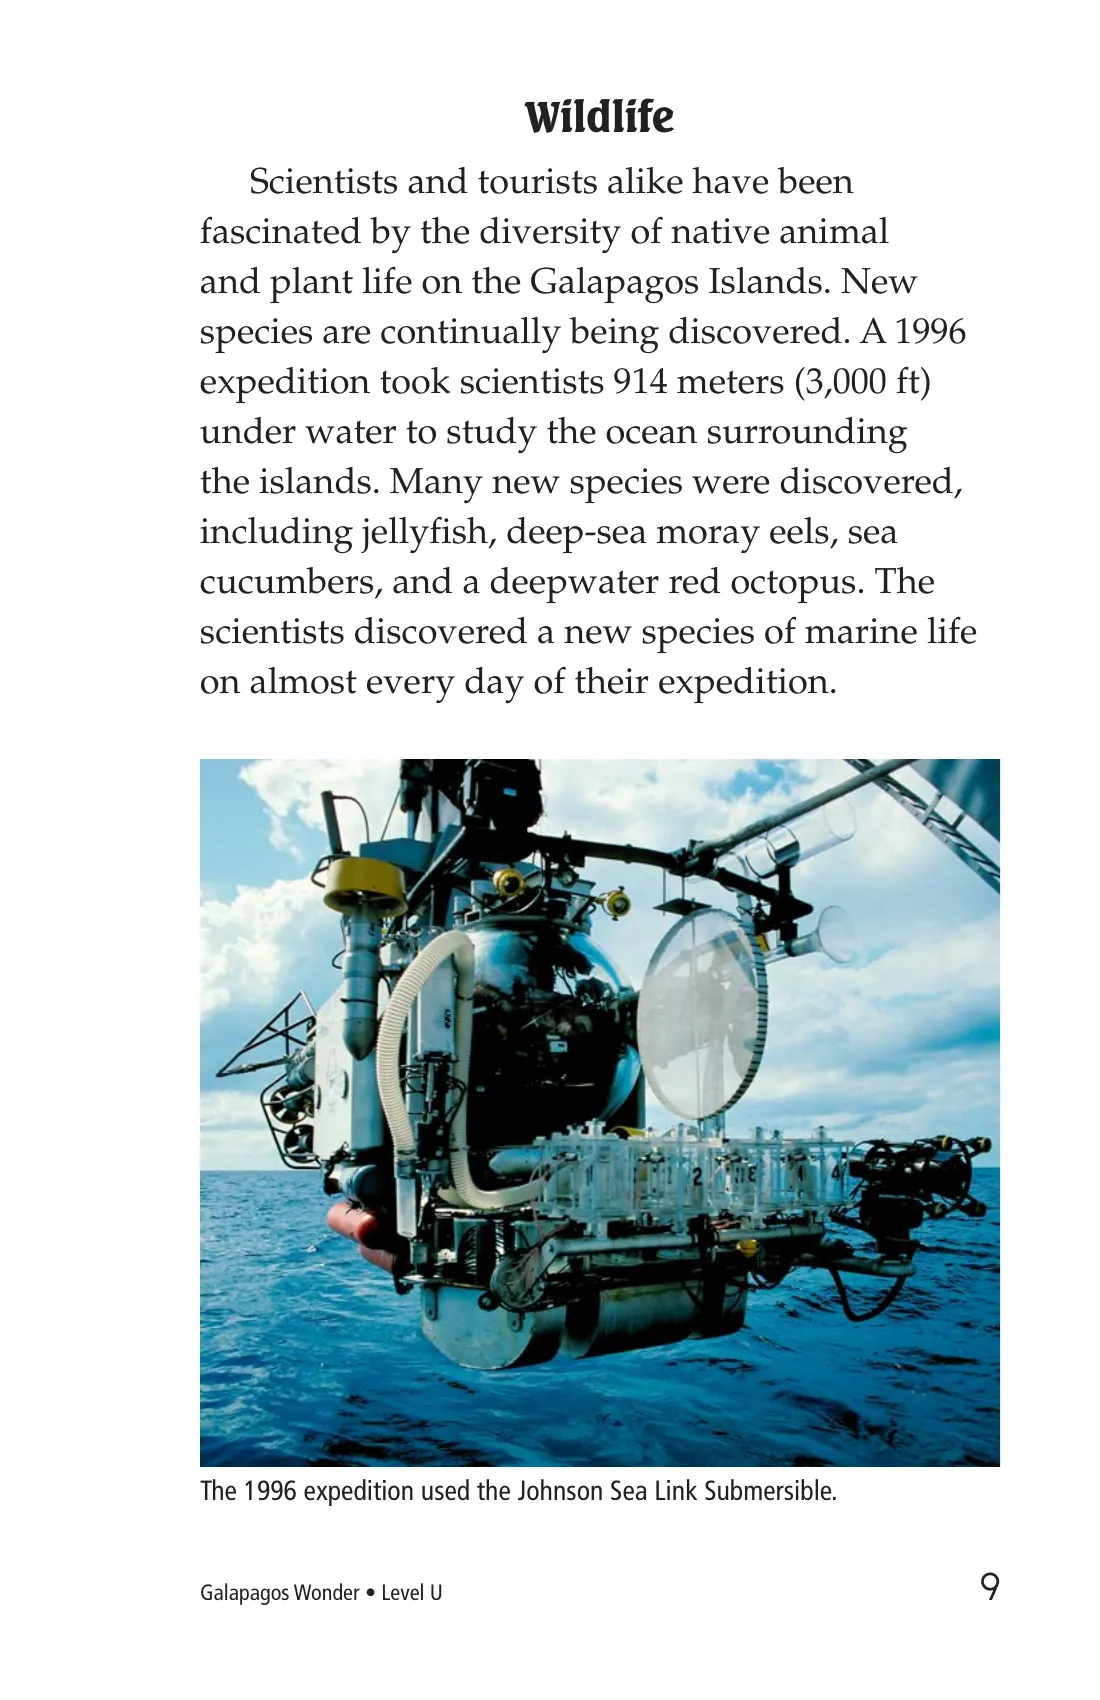 Wildlife
Scientists and tourists alike have been
fascinated by the diversity of native animal
and plant life on the Galapagos Islands. New
species are continually being discovered. A 1996
expedition took scientists 914 meters (3,000 ft)
under water to study the ocean surrounding
the islands. Many new species were discovered,
including jellyfish, deep-sea moray eels, sea
cucumbers, and a deepwater red octopus. The
scientists discovered a new species of marine life
on almost every day of their expedition.
2
4
The 1996 expedition used the Johnson Sea Link Submersible.
Galapagos Wonder • Level U
9